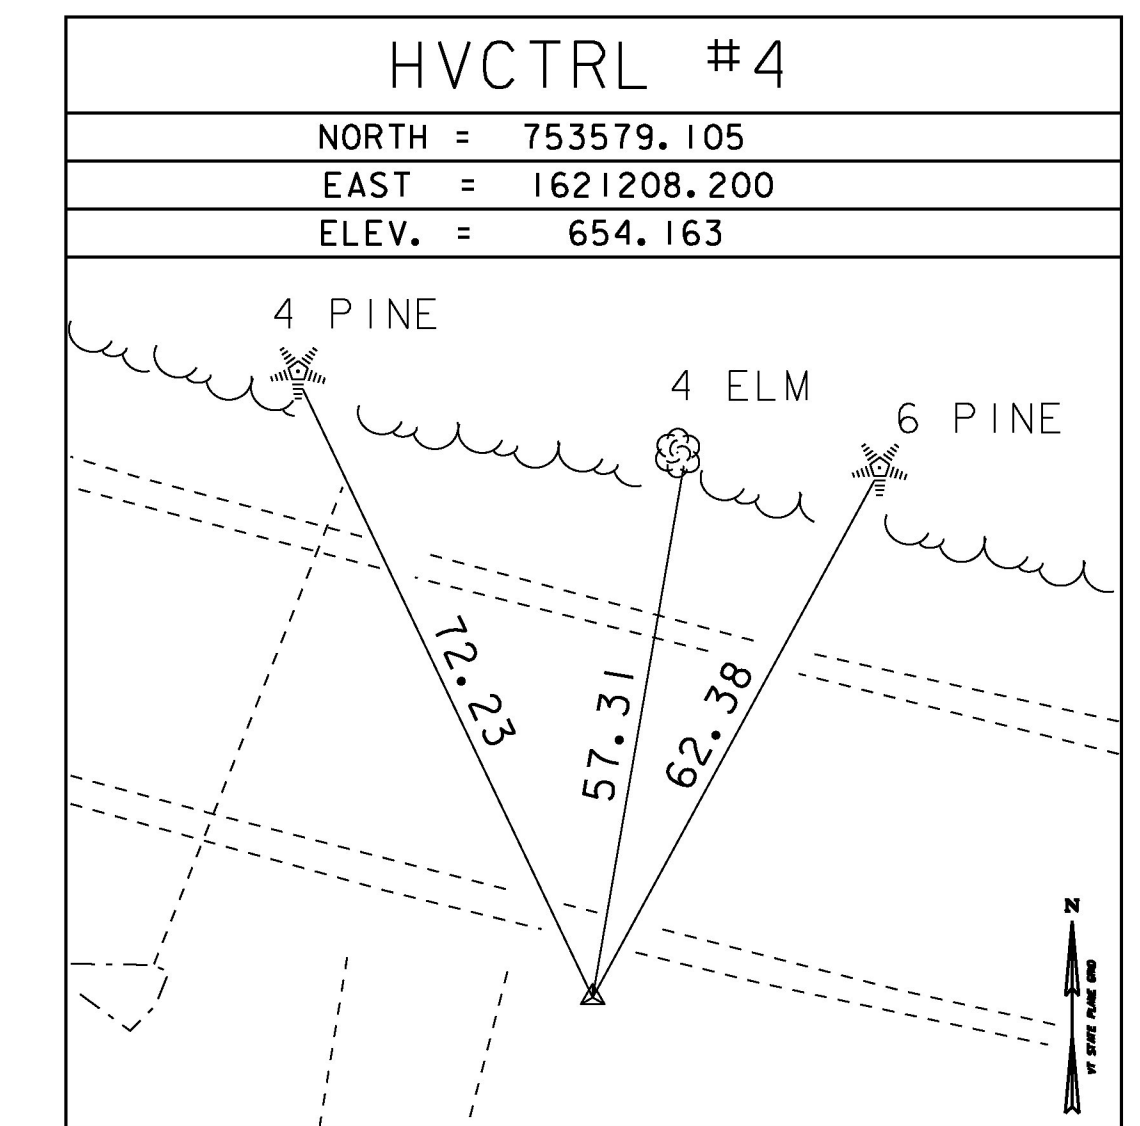 HVCTRL #4
NORTH = 753579.105
EAST = 1621208.200
ELEV. = 654.163
4 PINE
4 ELM
6 PINE
72.23
57.31
62.38
N
VT STATE PLANE GRID